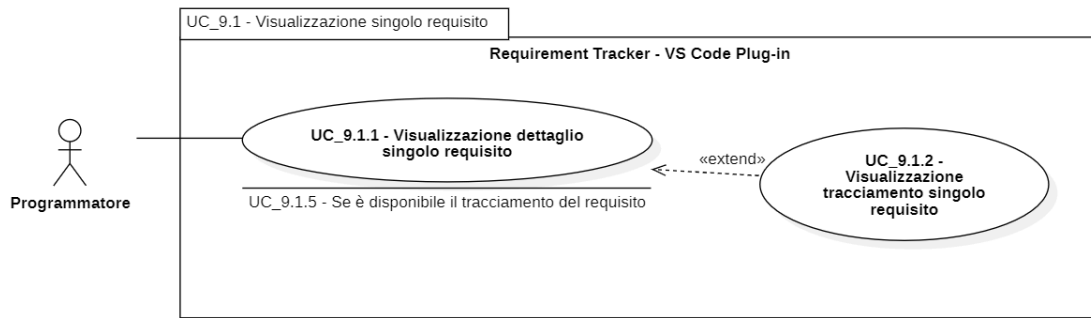 UC_9.1 - Visualizzazione singolo requisito
Requirement Tracker - VS Code Plug-in
UC_9.1.1 - Visualizzazione dettaglio
singolo requisito
«extend»
UC_9.1.2 -
Visualizzazione
tracciamento singolo
requisito
UC_9.1.5 - Se è disponibile il tracciamento del requisito
Programmatore